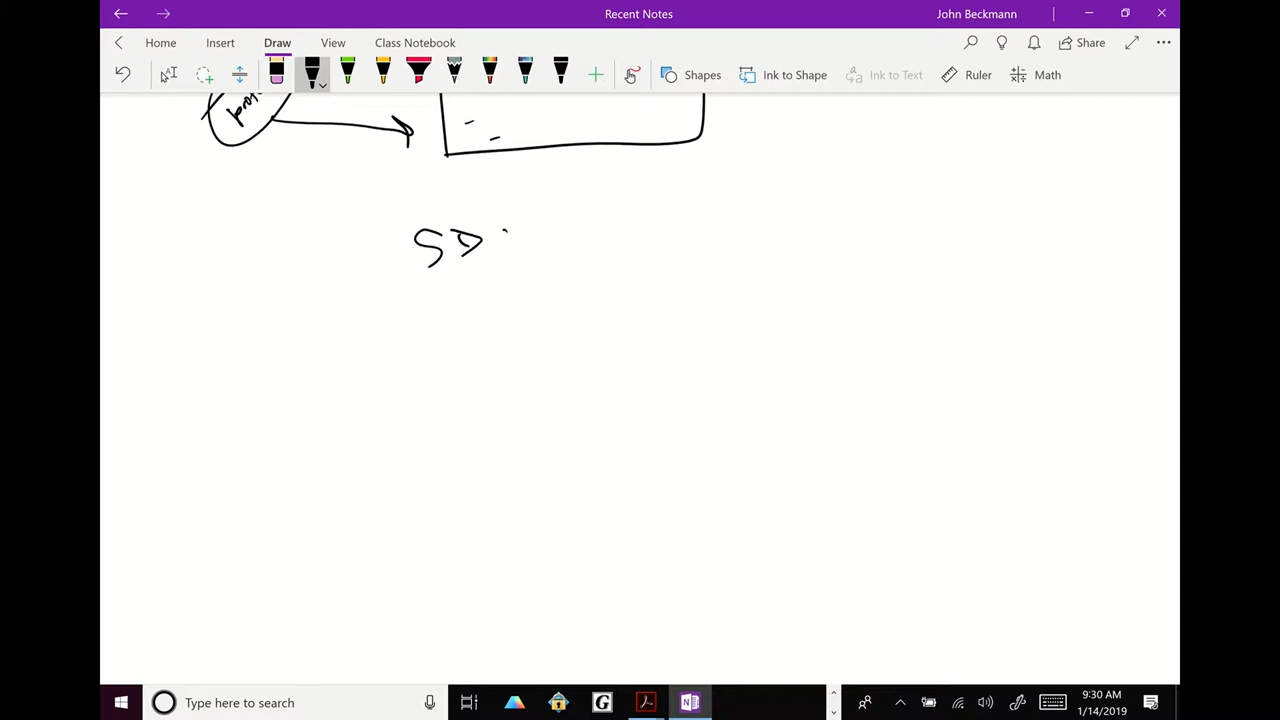 Recent Notes John Beckmann
Home Insert Draw View Class Notebook Share
Shapes Ink to Shape Ink to Text Ruler Math
SD
Type here to search
9:30 AM
1/14/2019